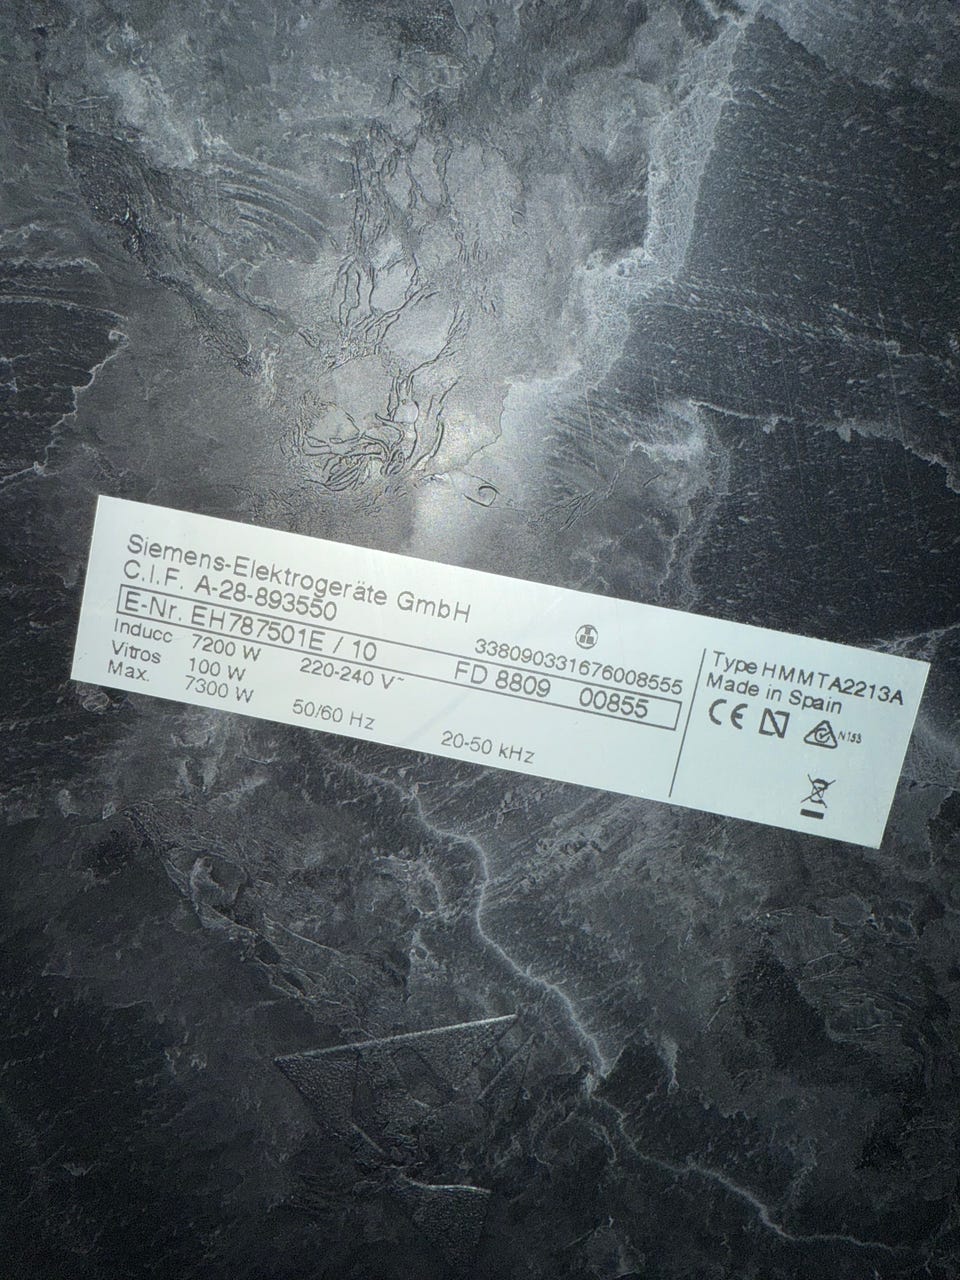 Siemens-Elektrogeräte GmbH
C.I.F. A-28-893550
338090331676008555
E-Nr. EH787501E / 10 FD 8809 00855
Inducc 7200 W 220-240 V~
Vitros 100 W
Max. 7300 W 50/60 Hz 20-50 kHz
Type HMMTA2213A
Made in Spain
CE N153